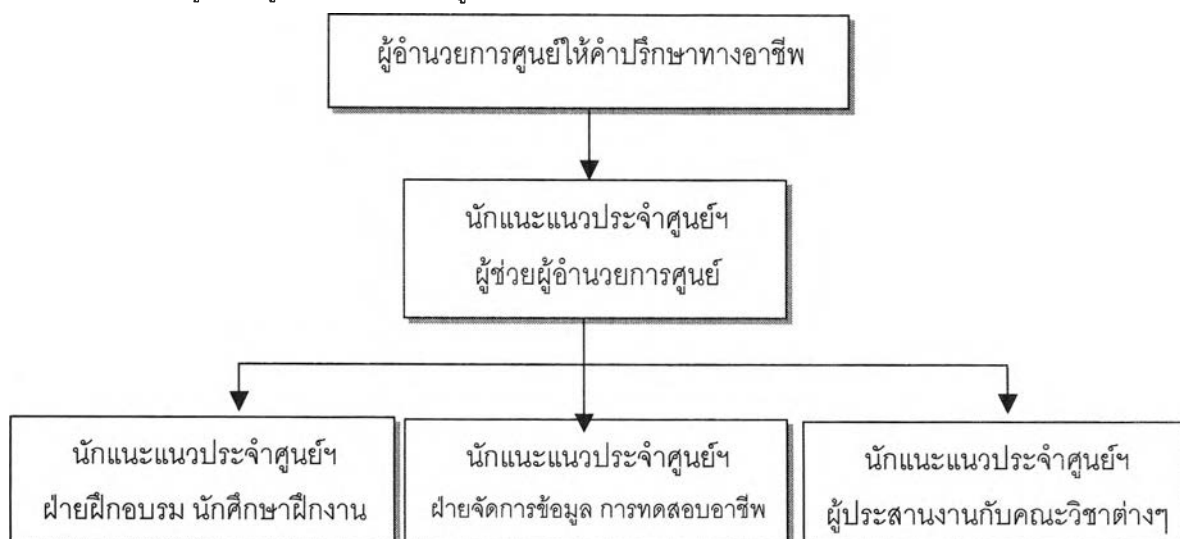 ผู้อำนวยการศูนย์ให้คำปรึกษาทางอาชีพ
นักแนะแนวประจำศูนย์ฯ
ผู้ช่วยผู้อำนวยการศูนย์
นักแนะแนวประจำศูนย์ฯ
ฝ่ายฝึกอบรม นักศึกษาฝึกงาน
นักแนะแนวประจำศูนย์ฯ
ฝ่ายจัดการข้อมูล การทดสอบอาชีพ
นักแนะแนวประจำศูนย์ฯ
ผู้ประสานงานกับคณะวิชาต่างๆ